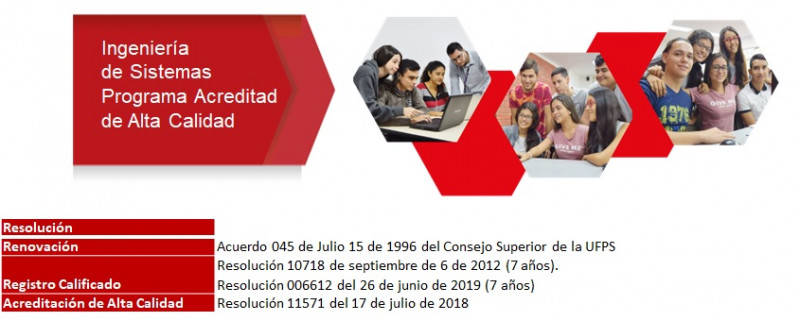 Ingeniería
de Sistemas
Programa Acreditad
de Alta Calidad
Resolución
Renovación Acuerdo 045 de Julio 15 de 1996 del Consejo Superior de la UFPS
Resolución 10718 de septiembre de 6 de 2012 (7 años).
Registro Calificado Resolución 006612 del 26 de junio de 2019 (7 años)
Acreditación de Alta Calidad Resolución 11571 del 17 de julio de 2018